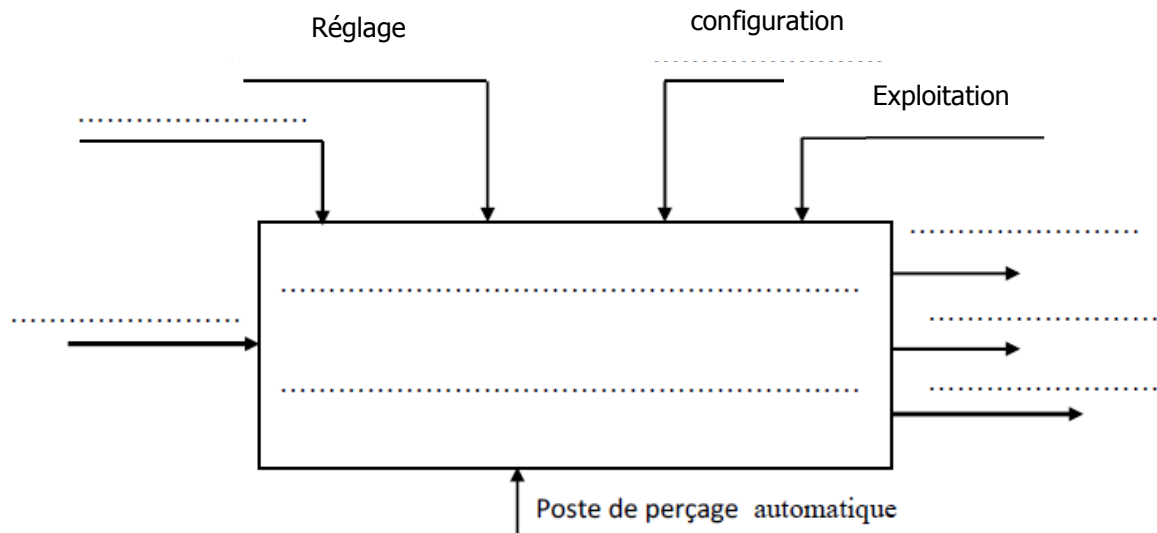 Réglage
configuration
Exploitation
Poste de perçage automatique